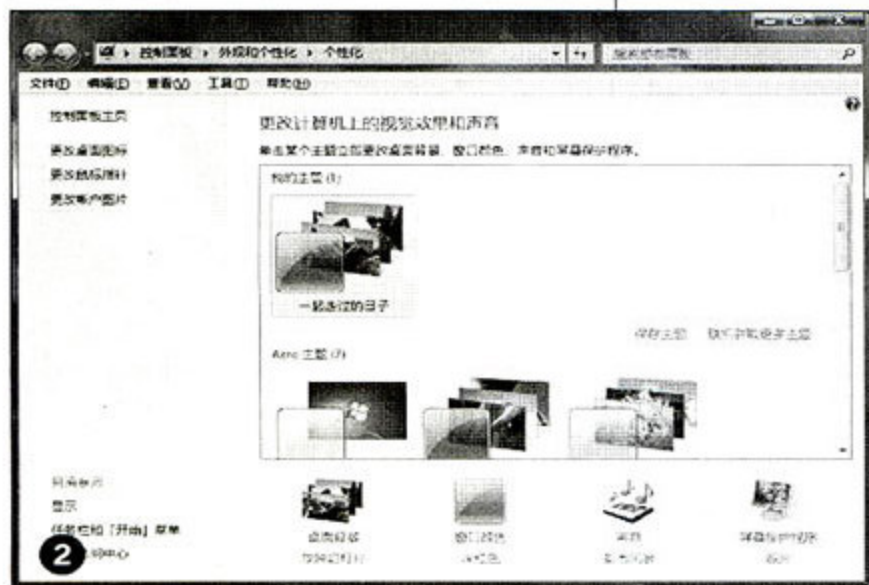 控制面板 ▸ 外观和个性化 ▸ 个性化
文件(F) 编辑(E) 查看(V) 工具(T) 帮助(H)
控制面板主页
更改桌面图标
更改鼠标指针
更改帐户图片
更改计算机上的视觉效果和声音
单击某个主题立即更改桌面背景、窗口颜色、声音和屏幕保护程序。
我的主题 (1)
一起走过的日子
保存主题 联机获取更多主题
Aero 主题 (7)
桌面背景
窗口颜色
声音
屏幕保护程序
另请参阅
显示
任务栏和「开始」菜单
中心
2